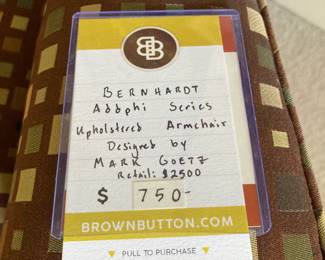 BB
BERNHARDT
Addphi Series
Upholstered Armchair
Designed by
MARK GOETZ
Retail: $2500
$ 750-
BROWNBUTTON.COM
PULL TO PURCHASE